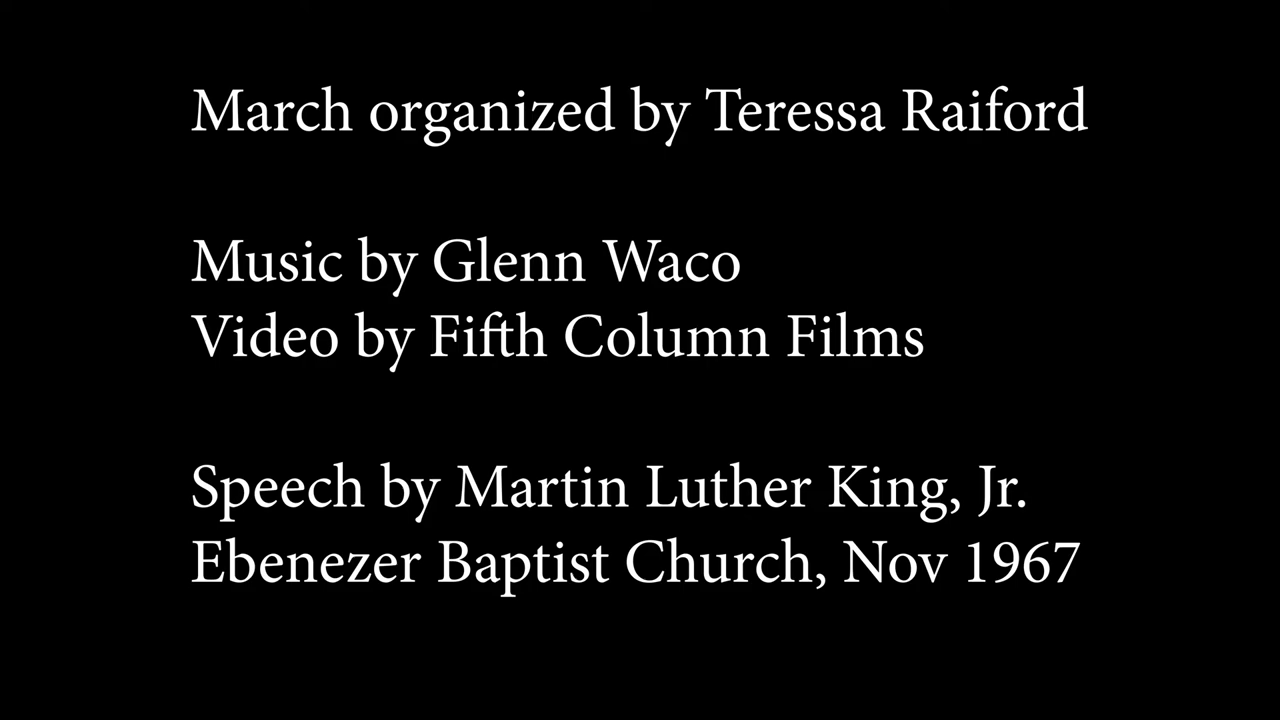 March organized by Teressa Raiford
Music by Glenn Waco
Video by Fifth Column Films
Speech by Martin Luther King, Jr.
Ebenezer Baptist Church, Nov 1967